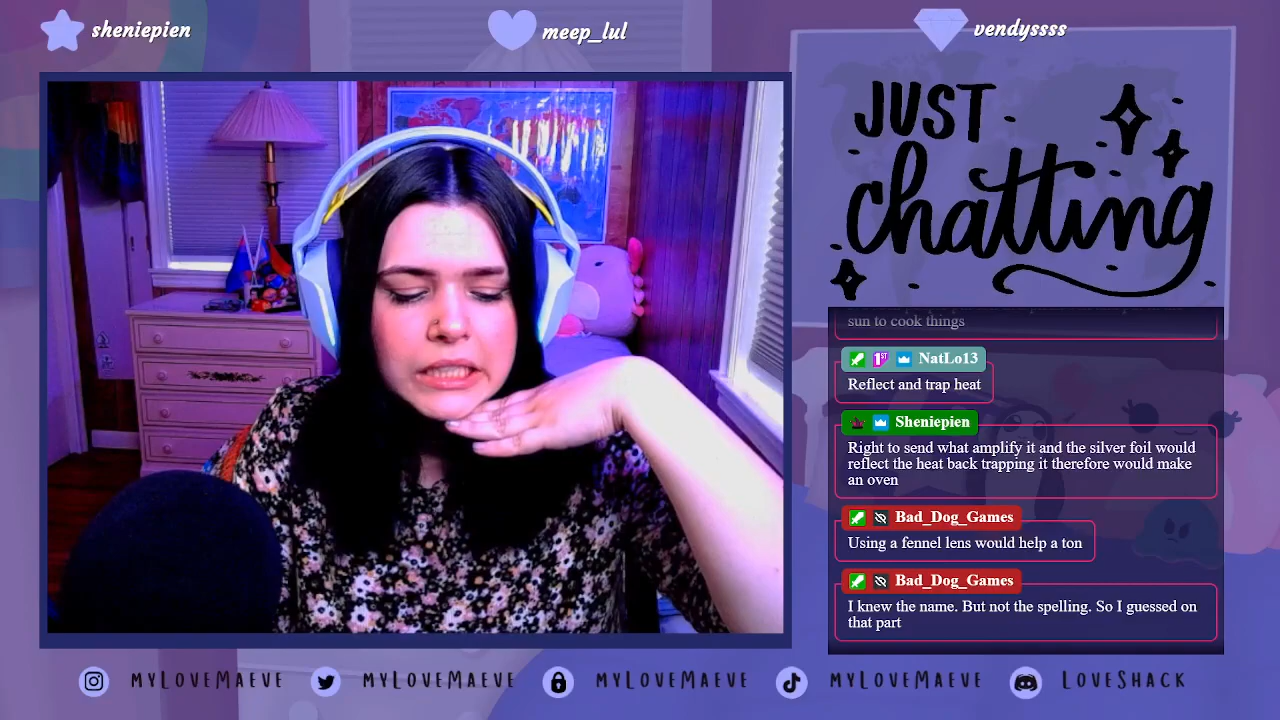 sheniepien
meep_lul
vendyssss
JUST
chatting
sun to cook things
NatLo13
Reflect and trap heat
Sheniepien
Right to send what amplify it and the silver foil would
reflect the heat back trapping it therefore would make
an oven
Bad_Dog_Games
Using a fennel lens would help a ton
Bad_Dog_Games
I knew the name. But not the spelling. So I guessed on
that part
MYLOVEMAEVE
MYLOVEMAEVE
MYLOVEMAEVE
MYLOVEMAEVE
LOVESHACK